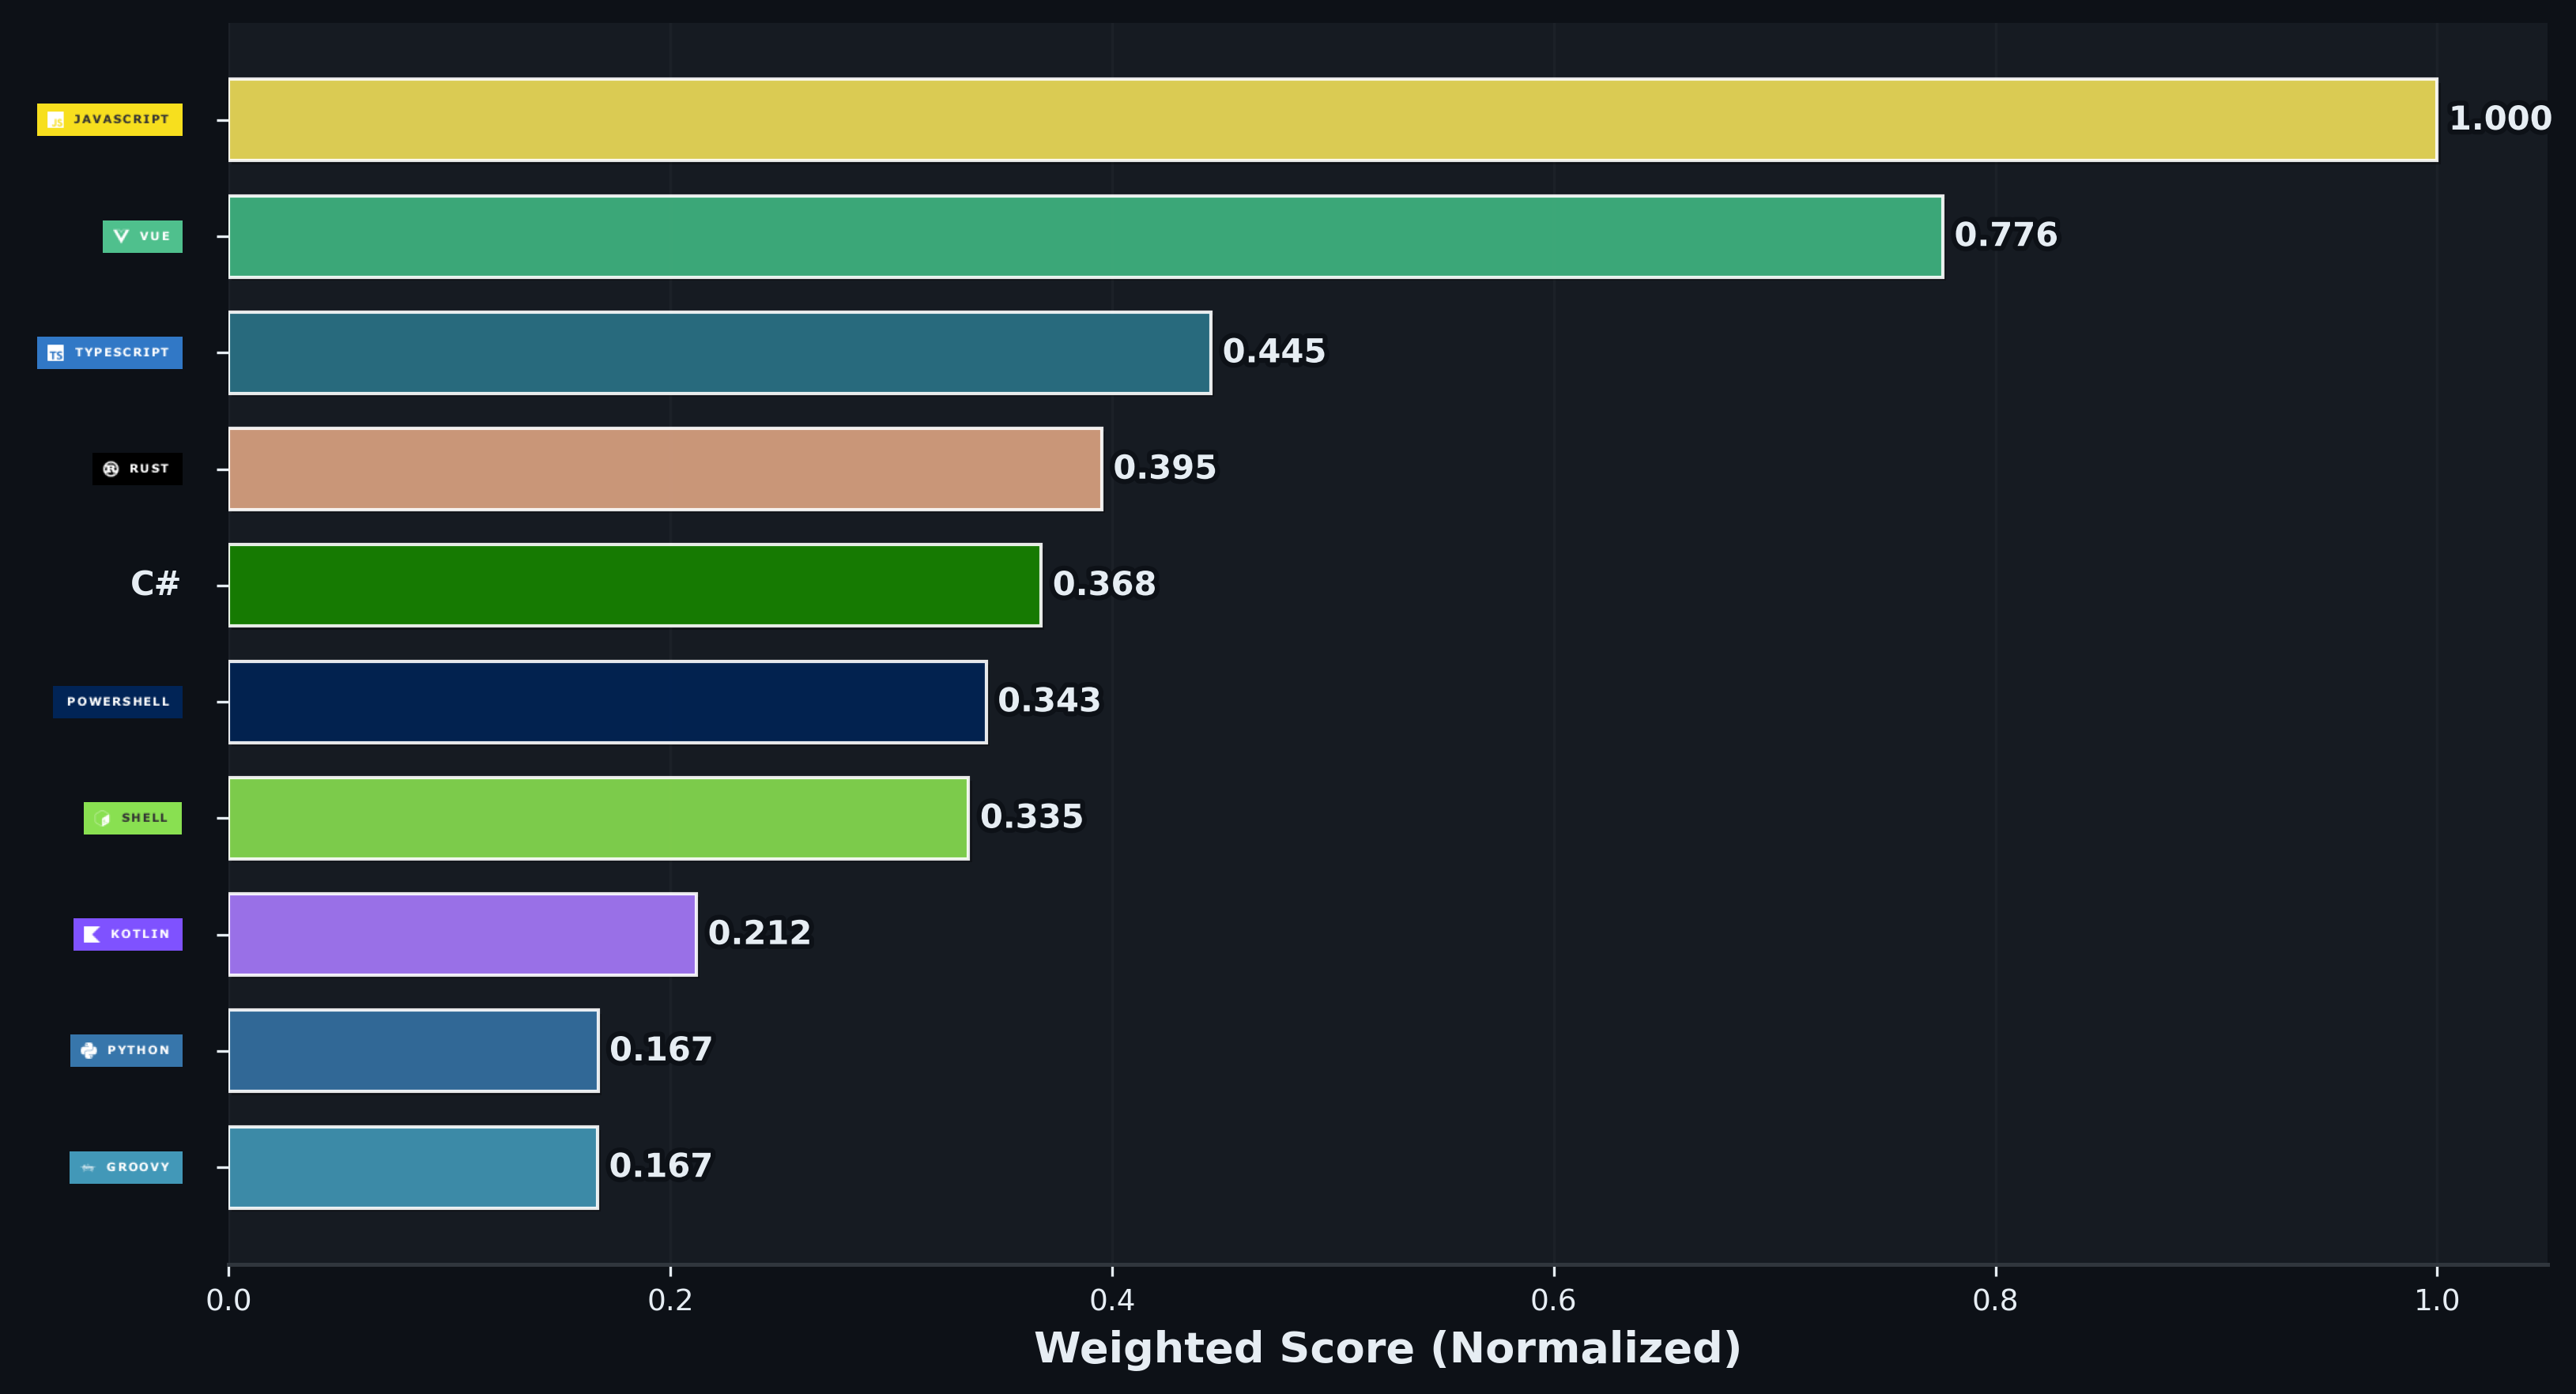 JAVASCRIPT 1.000
VUE 0.776
TS TYPESCRIPT 0.445
RUST 0.395
C# 0.368
POWERSHELL 0.343
SHELL 0.335
KOTLIN 0.212
PYTHON 0.167
GROOVY 0.167
0.0 0.2 0.4 0.6 0.8 1.0
Weighted Score (Normalized)